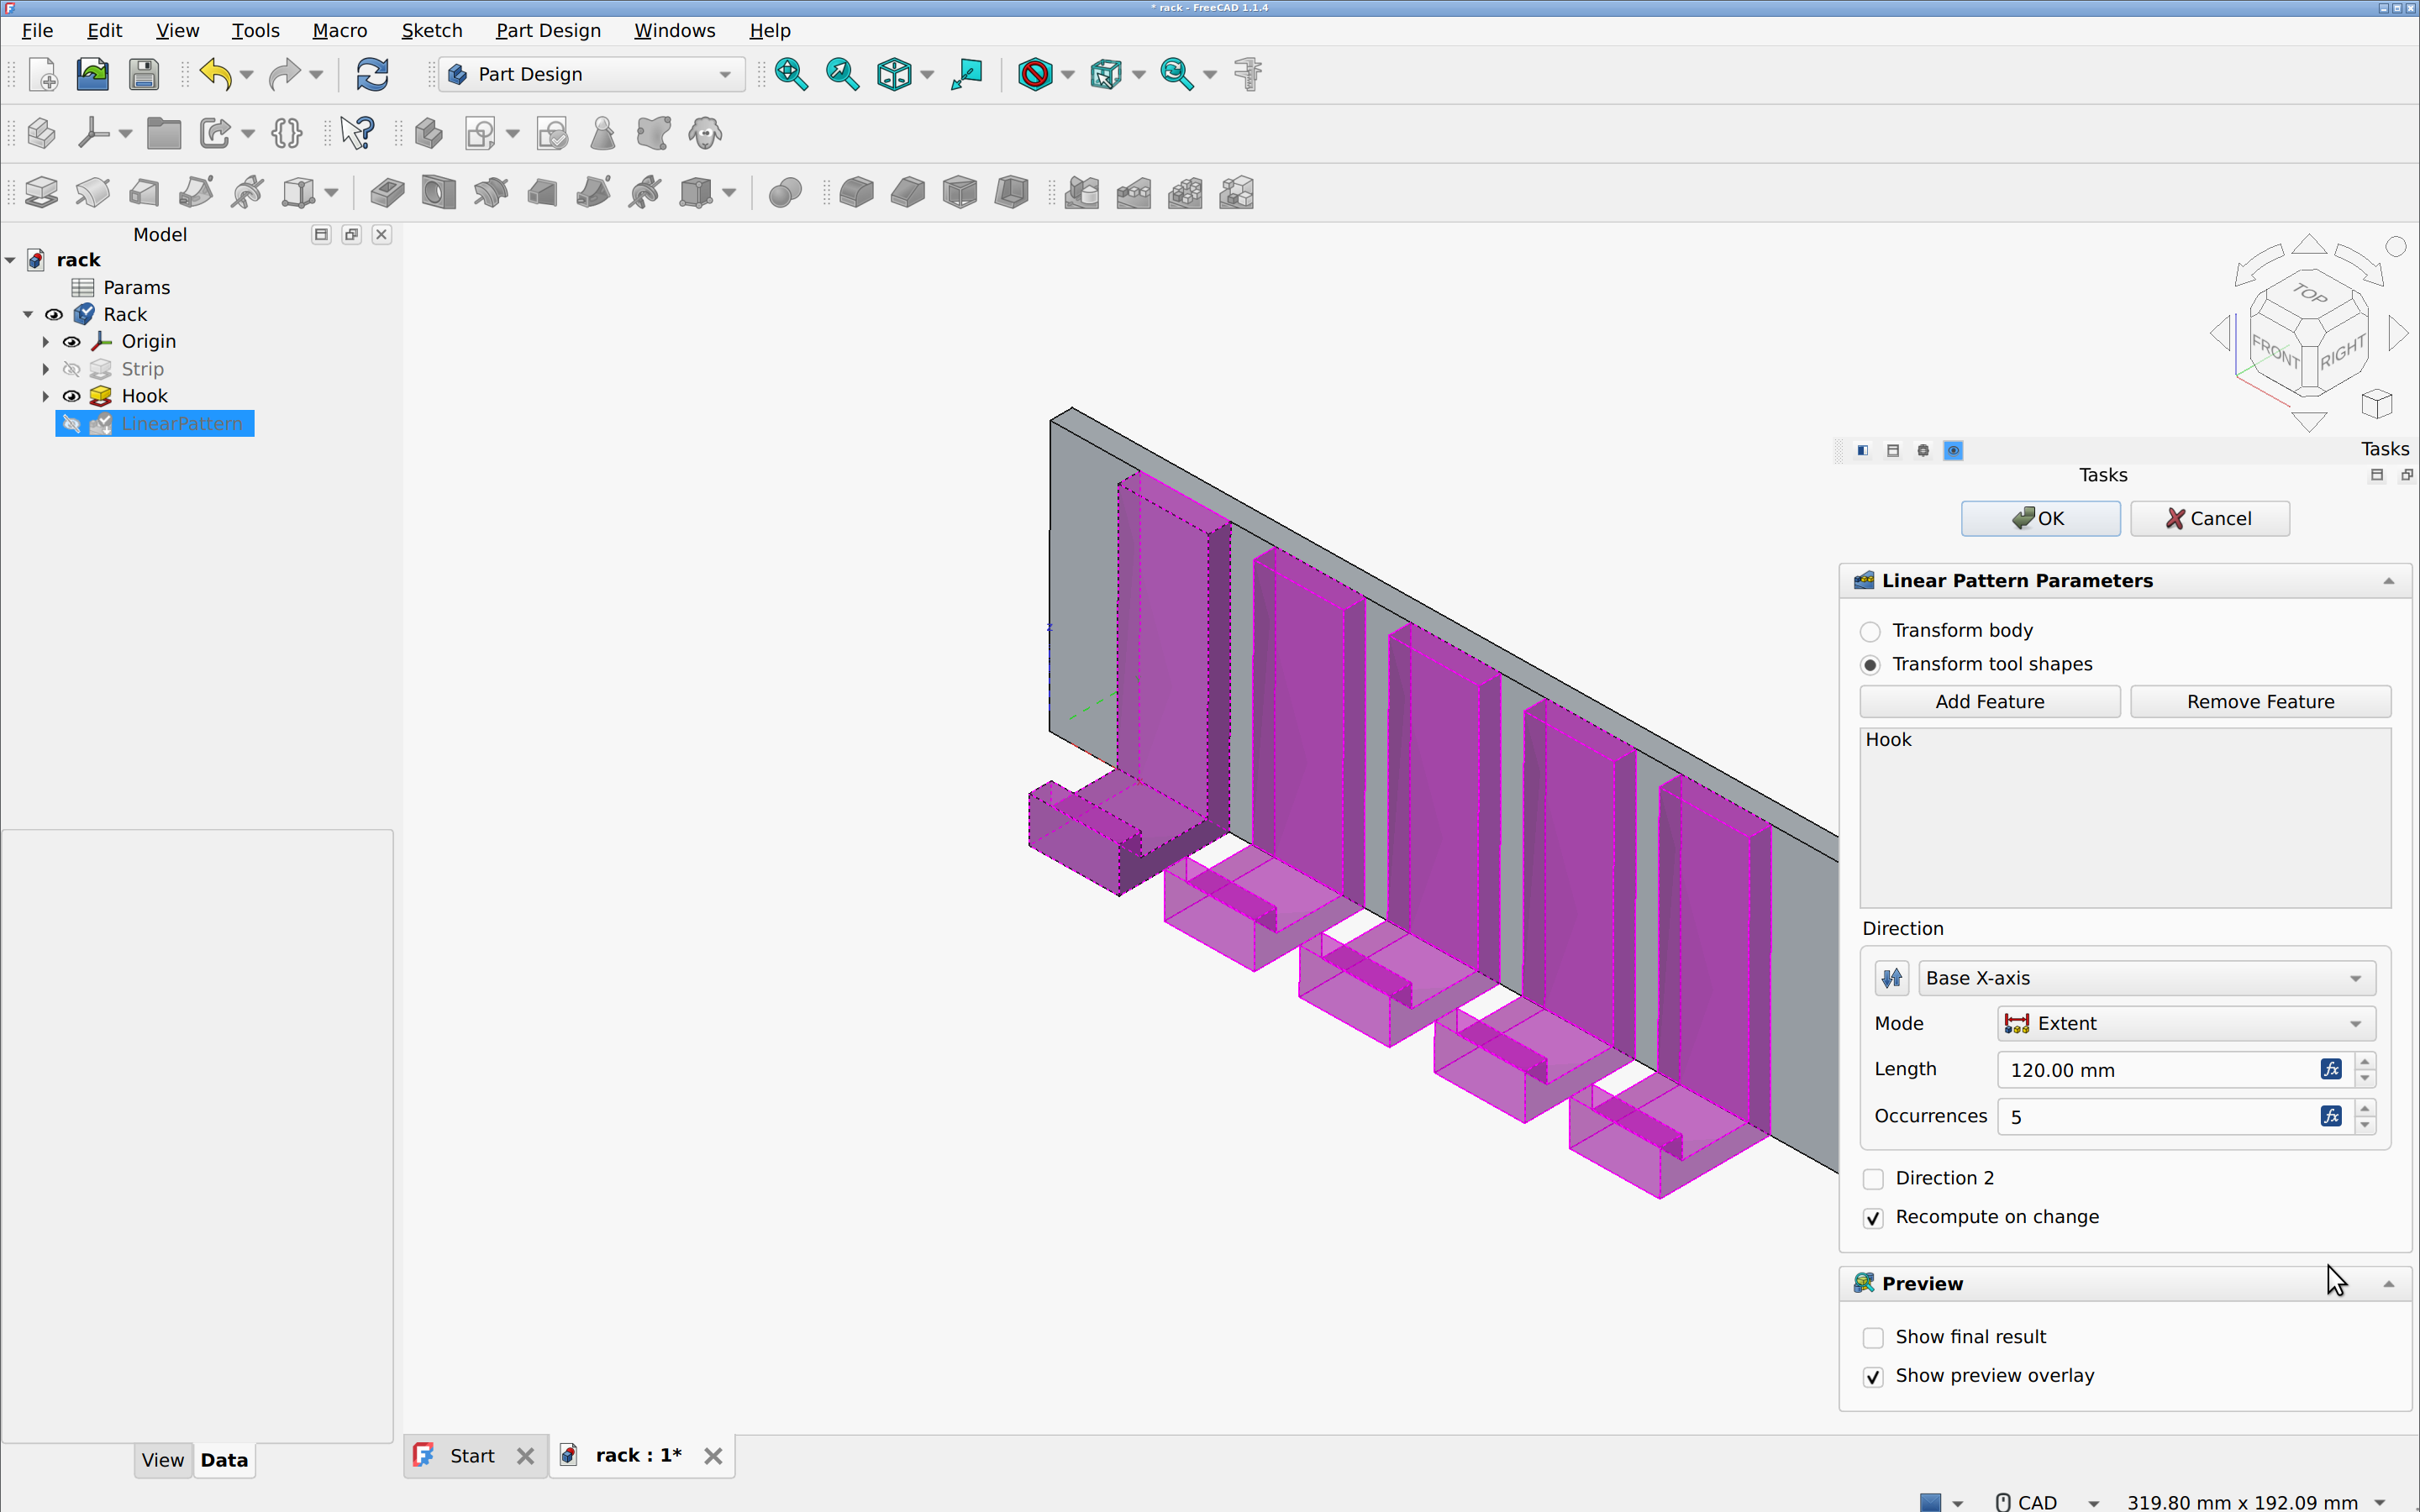 * rack - FreeCAD 1.1.4
File Edit View Tools Macro Sketch Part Design Windows Help
Part Design
Model
rack
Params
Rack
Origin
Strip
Hook
LinearPattern
View Data
z
TOP
FRONT RIGHT
Tasks
Tasks
OK Cancel
Linear Pattern Parameters
Transform body
Transform tool shapes
Add Feature Remove Feature
Hook
Direction
Base X-axis
Mode Extent
Length 120.00 mm
Occurrences 5
Direction 2
Recompute on change
Preview
Show final result
Show preview overlay
Start rack : 1*
CAD 319.80 mm x 192.09 mm